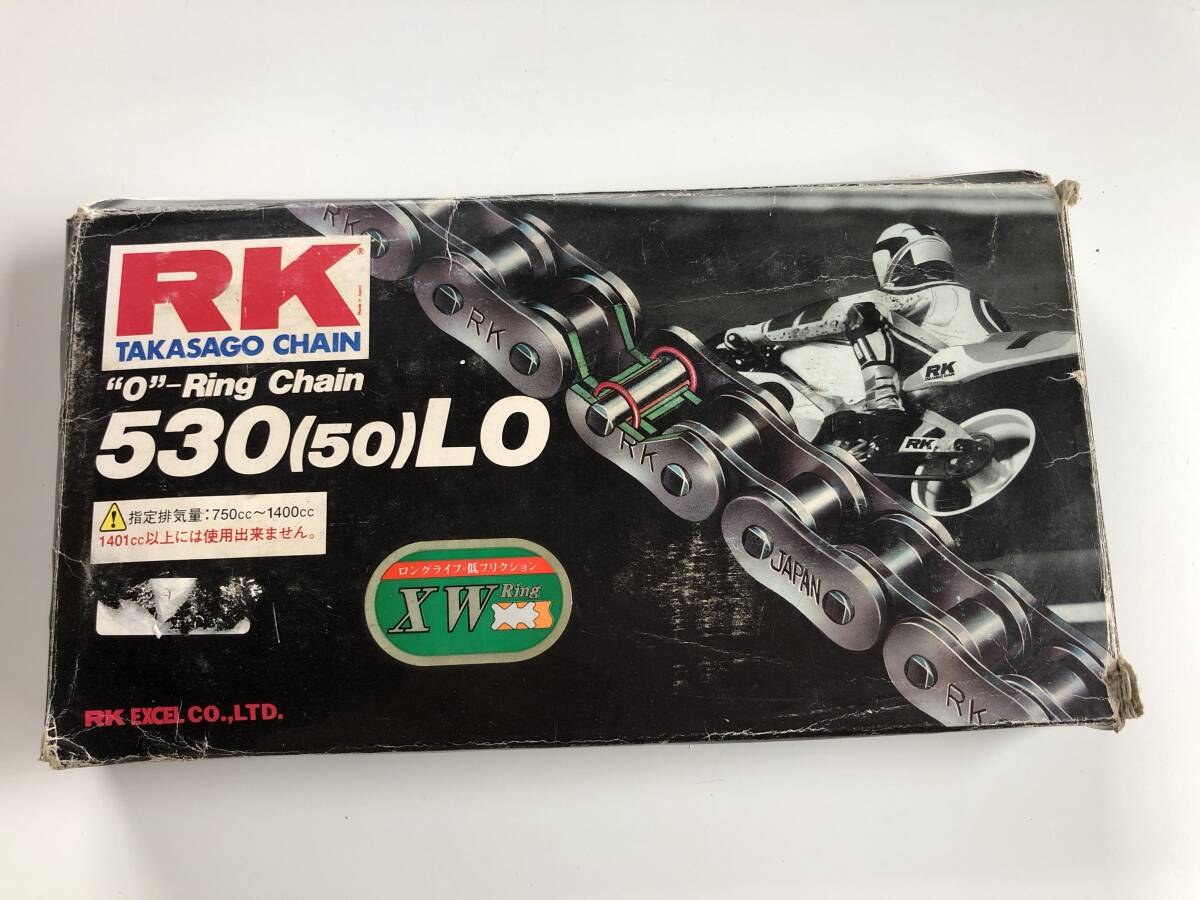 RK®
TAKASAGO CHAIN
“O”-Ring Chain
530(50)LO
指定排気量:750cc〜1400cc
1401cc以上には使用出来ません。
ロングライフ・低フリクション
XW Ring
RK EXCEL CO.,LTD.
RK
RK
RK
JAPAN
RK
RK
RK